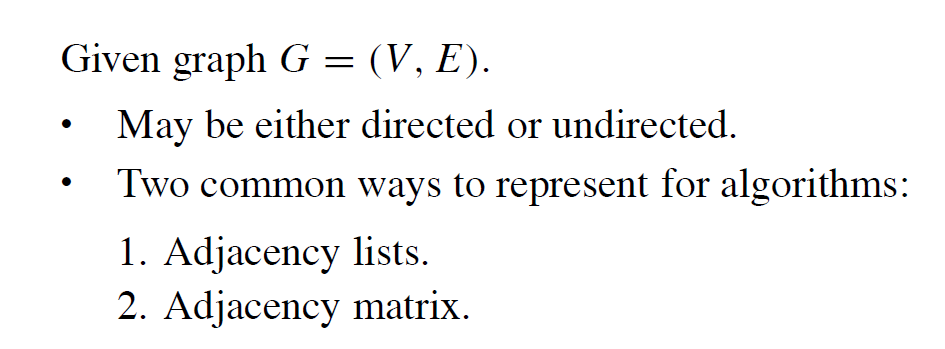 Given graph G = (V, E).
• May be either directed or undirected.
• Two common ways to represent for algorithms:
1. Adjacency lists.
2. Adjacency matrix.